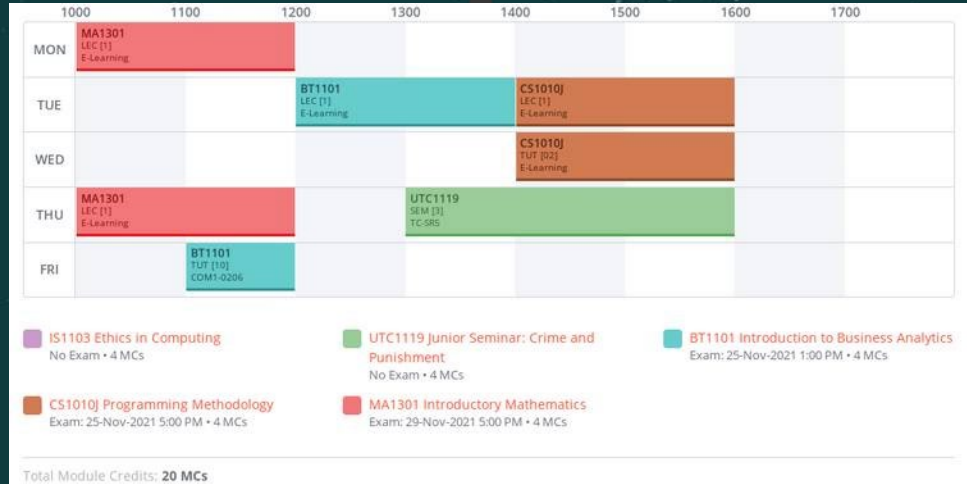 1000 1100 1200 1300 1400 1500 1600 1700
MON
MA1301
LEC [1]
E-Learning
TUE
BT1101
LEC [1]
E-Learning
CS1010J
LEC [1]
E-Learning
WED
CS1010J
TUT [02]
E-Learning
THU
MA1301
LEC [1]
E-Learning
UTC1119
SEM [3]
TC-SR5
FRI
BT1101
TUT [10]
COM1-0206
IS1103 Ethics in Computing
No Exam • 4 MCs
UTC1119 Junior Seminar: Crime and
Punishment
No Exam • 4 MCs
BT1101 Introduction to Business Analytics
Exam: 25-Nov-2021 1:00 PM • 4 MCs
CS1010J Programming Methodology
Exam: 25-Nov-2021 5:00 PM • 4 MCs
MA1301 Introductory Mathematics
Exam: 29-Nov-2021 5:00 PM • 4 MCs
Total Module Credits: 20 MCs